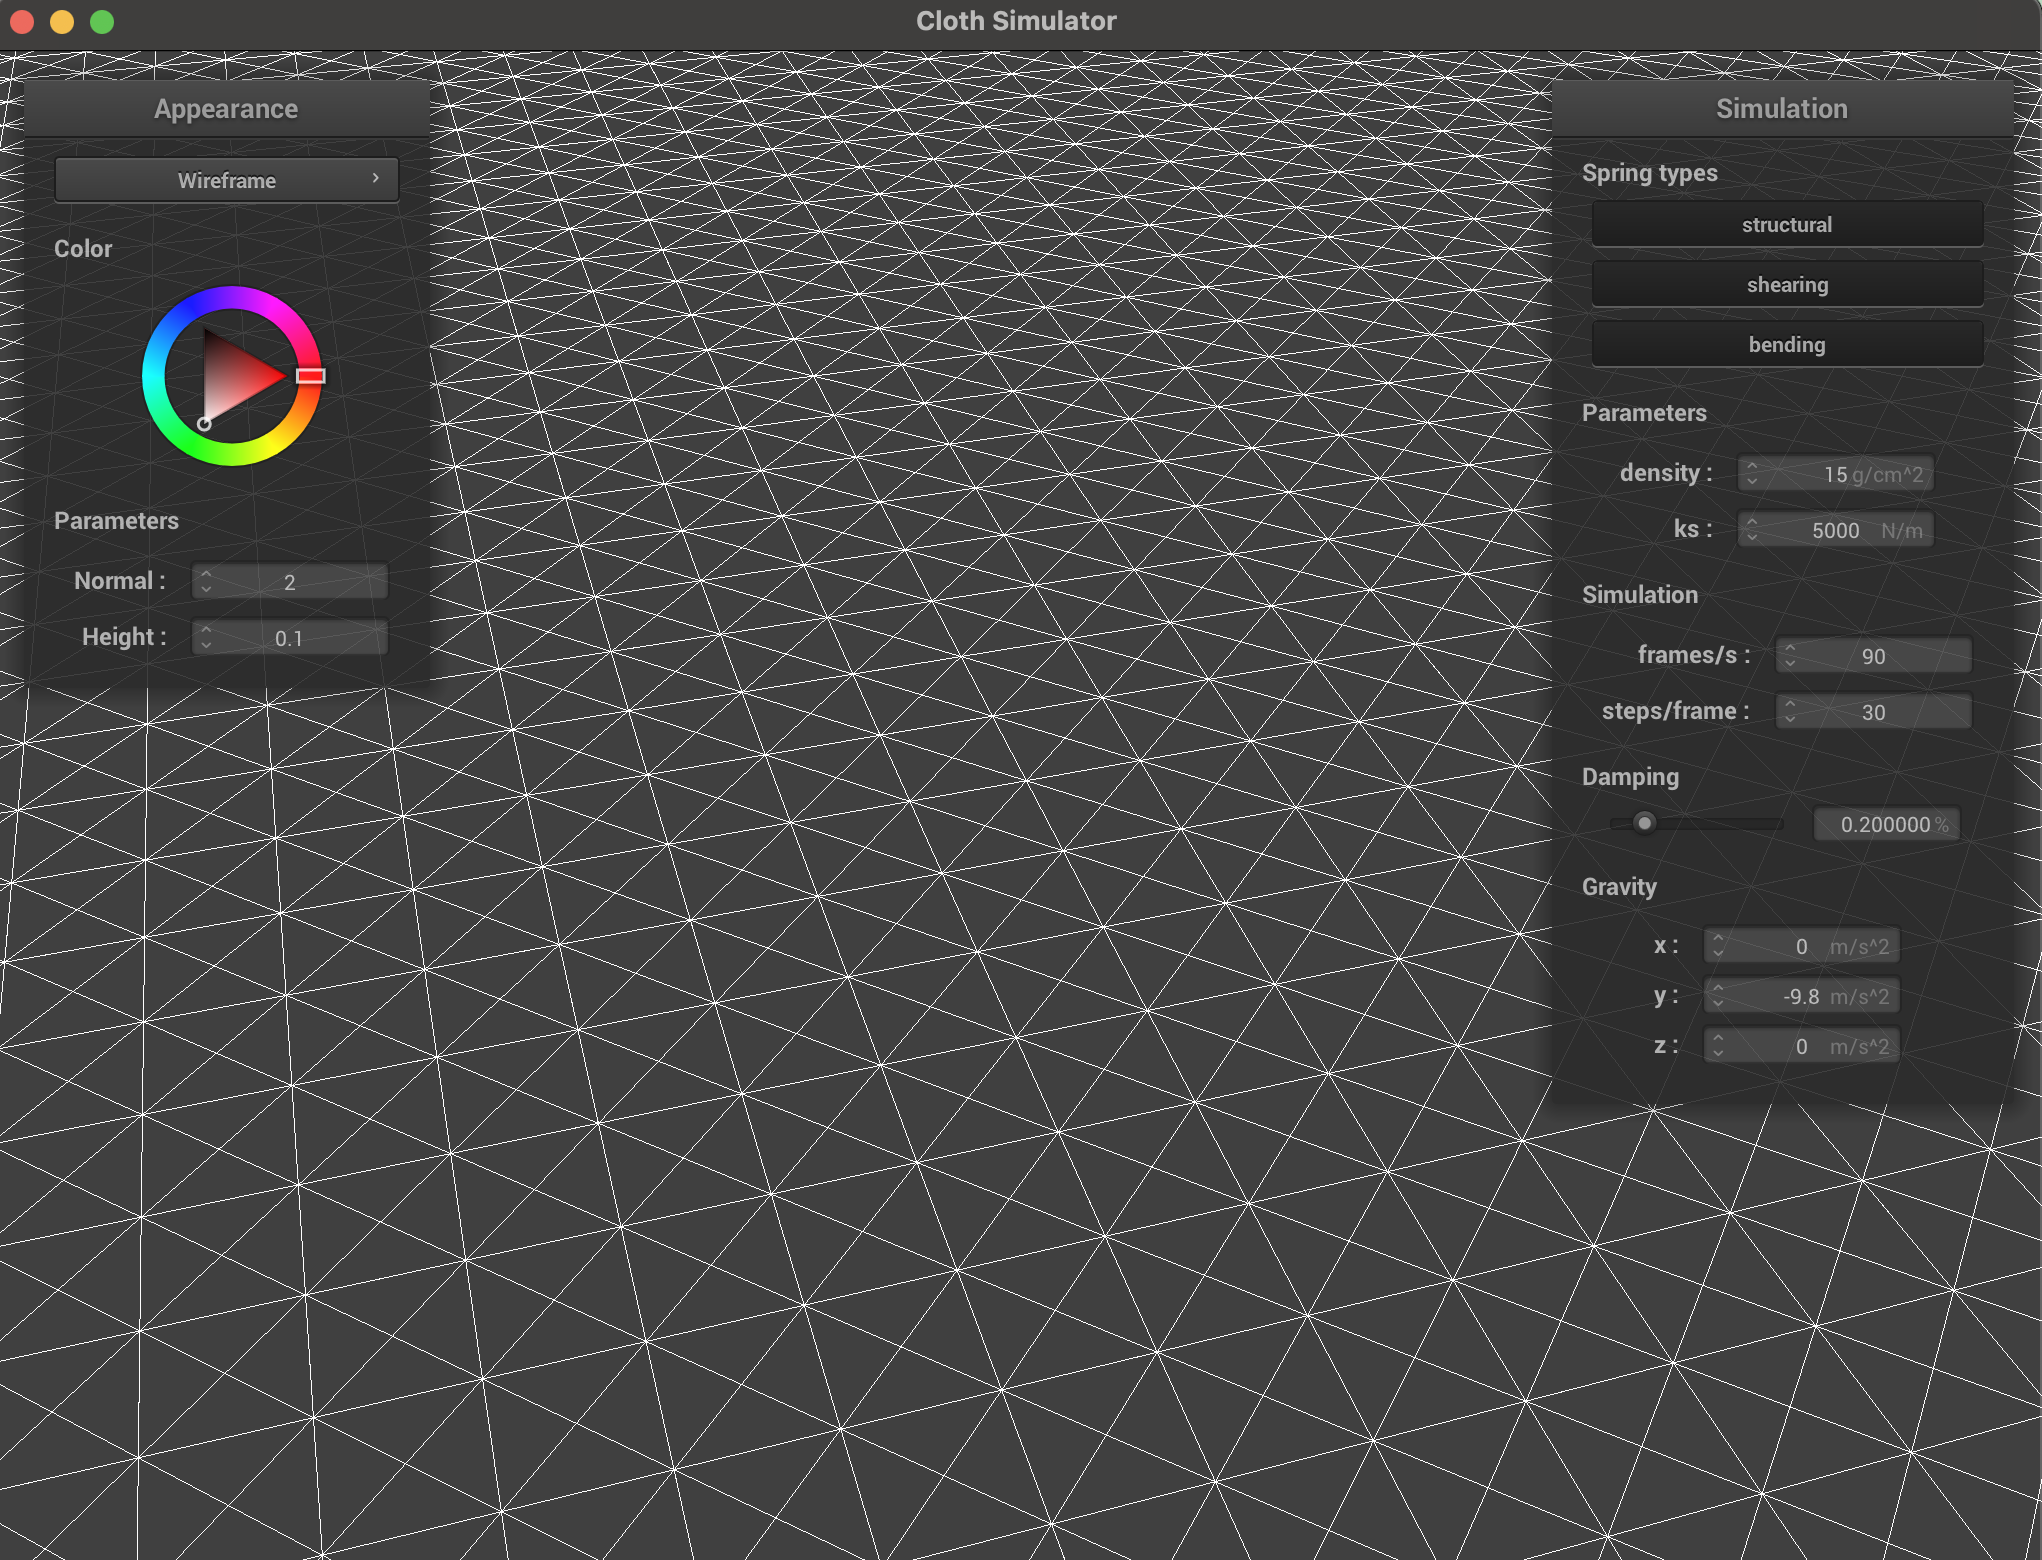 Cloth Simulator
Appearance
Wireframe
Color
Parameters
Normal : 2
Height : 0.1
Simulation
Spring types
structural
shearing
bending
Parameters
density : 15 g/cm^2
ks : 5000 N/m
Simulation
frames/s : 90
steps/frame : 30
Damping
0.200000 %
Gravity
x : 0 m/s^2
y : -9.8 m/s^2
z : 0 m/s^2